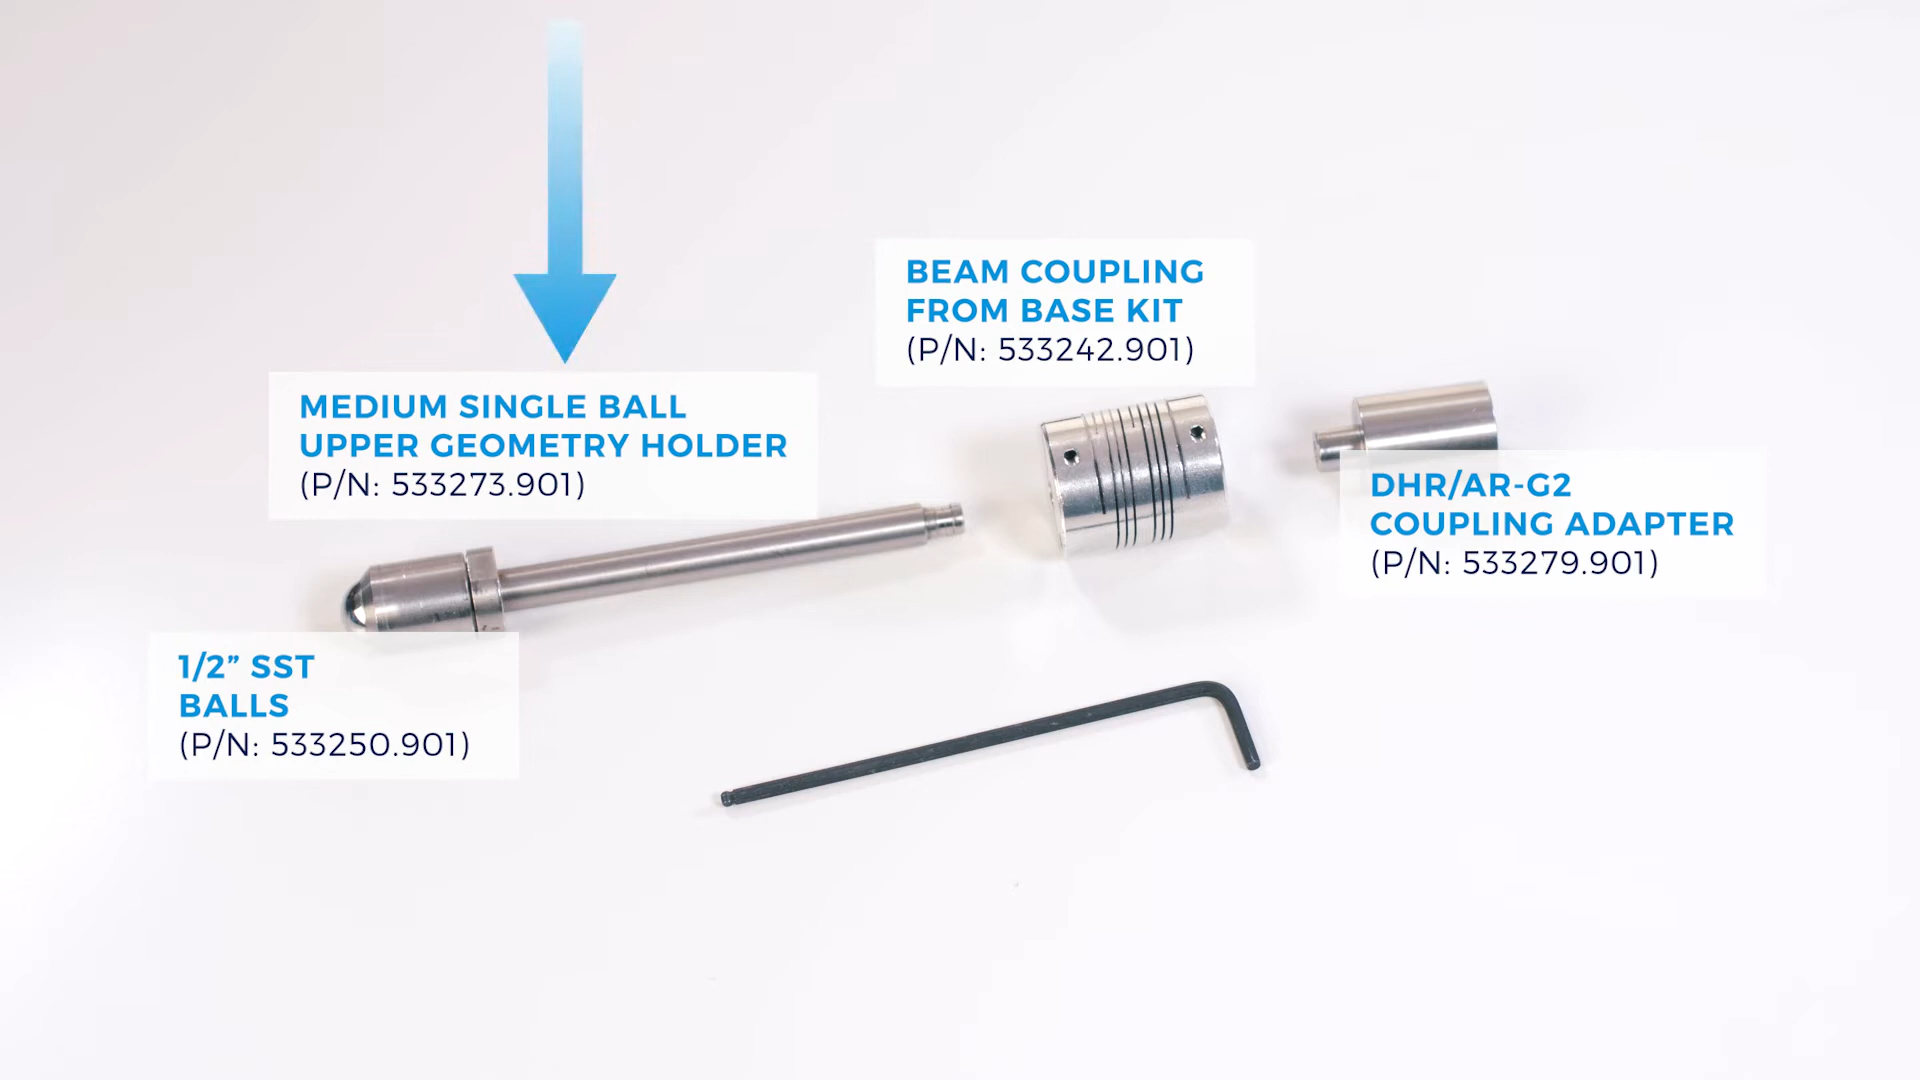 BEAM COUPLING
FROM BASE KIT
(P/N: 533242.901)
MEDIUM SINGLE BALL
UPPER GEOMETRY HOLDER
(P/N: 533273.901)
DHR/AR-G2
COUPLING ADAPTER
(P/N: 533279.901)
1/2” SST
BALLS
(P/N: 533250.901)